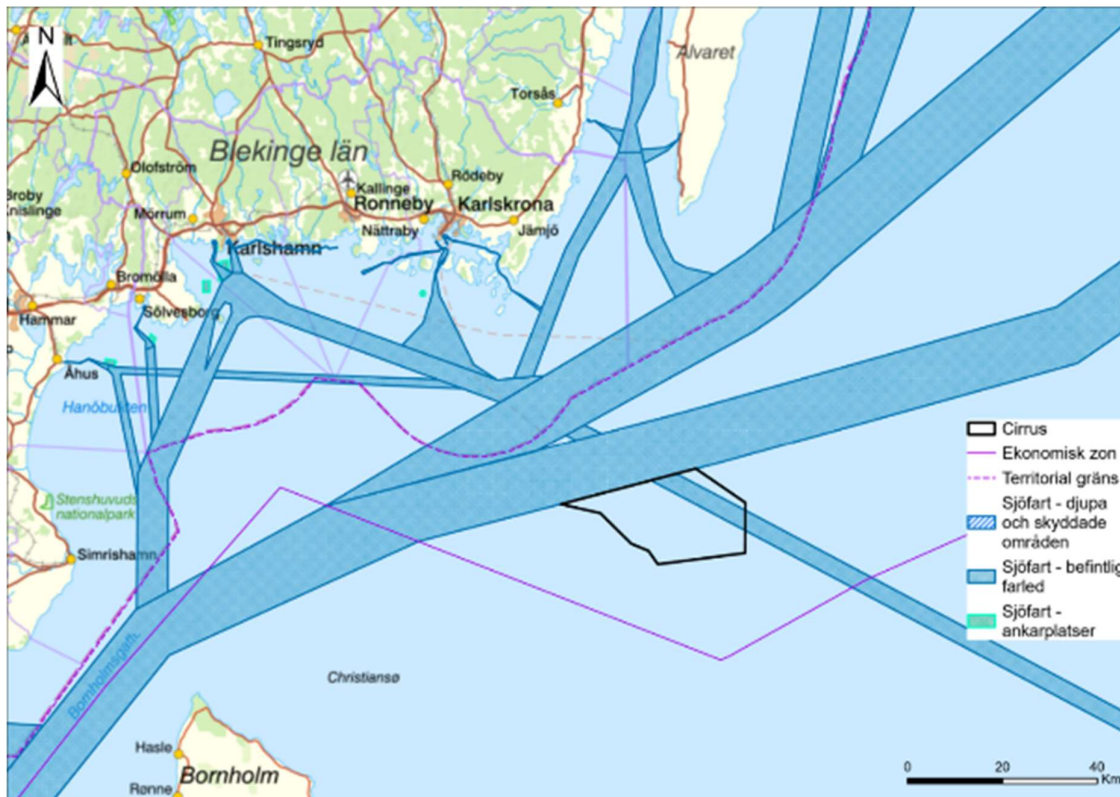 N
Tingsryd
Alvaret
Torsås
Blekinge län
Olofström
Kallinge
Rödeby
Broby
Knislinge
Mörrum
Ronneby
Karlskrona
Nättraby
Jämjö
Karlshamn
Bromölla
Hammar
Sölvesborg
Åhus
Hanöbukten
Cirrus
Ekonomisk zon
Territorial gräns
Stenshuvuds
nationalpark
Sjöfart - djupa
och skyddade
områden
Simrishamn
Sjöfart - befintlig
farled
Sjöfart -
ankarplatser
Bornholmsgatt
Christiansø
Hasle
Bornholm
Rønne
0 20 40
Km